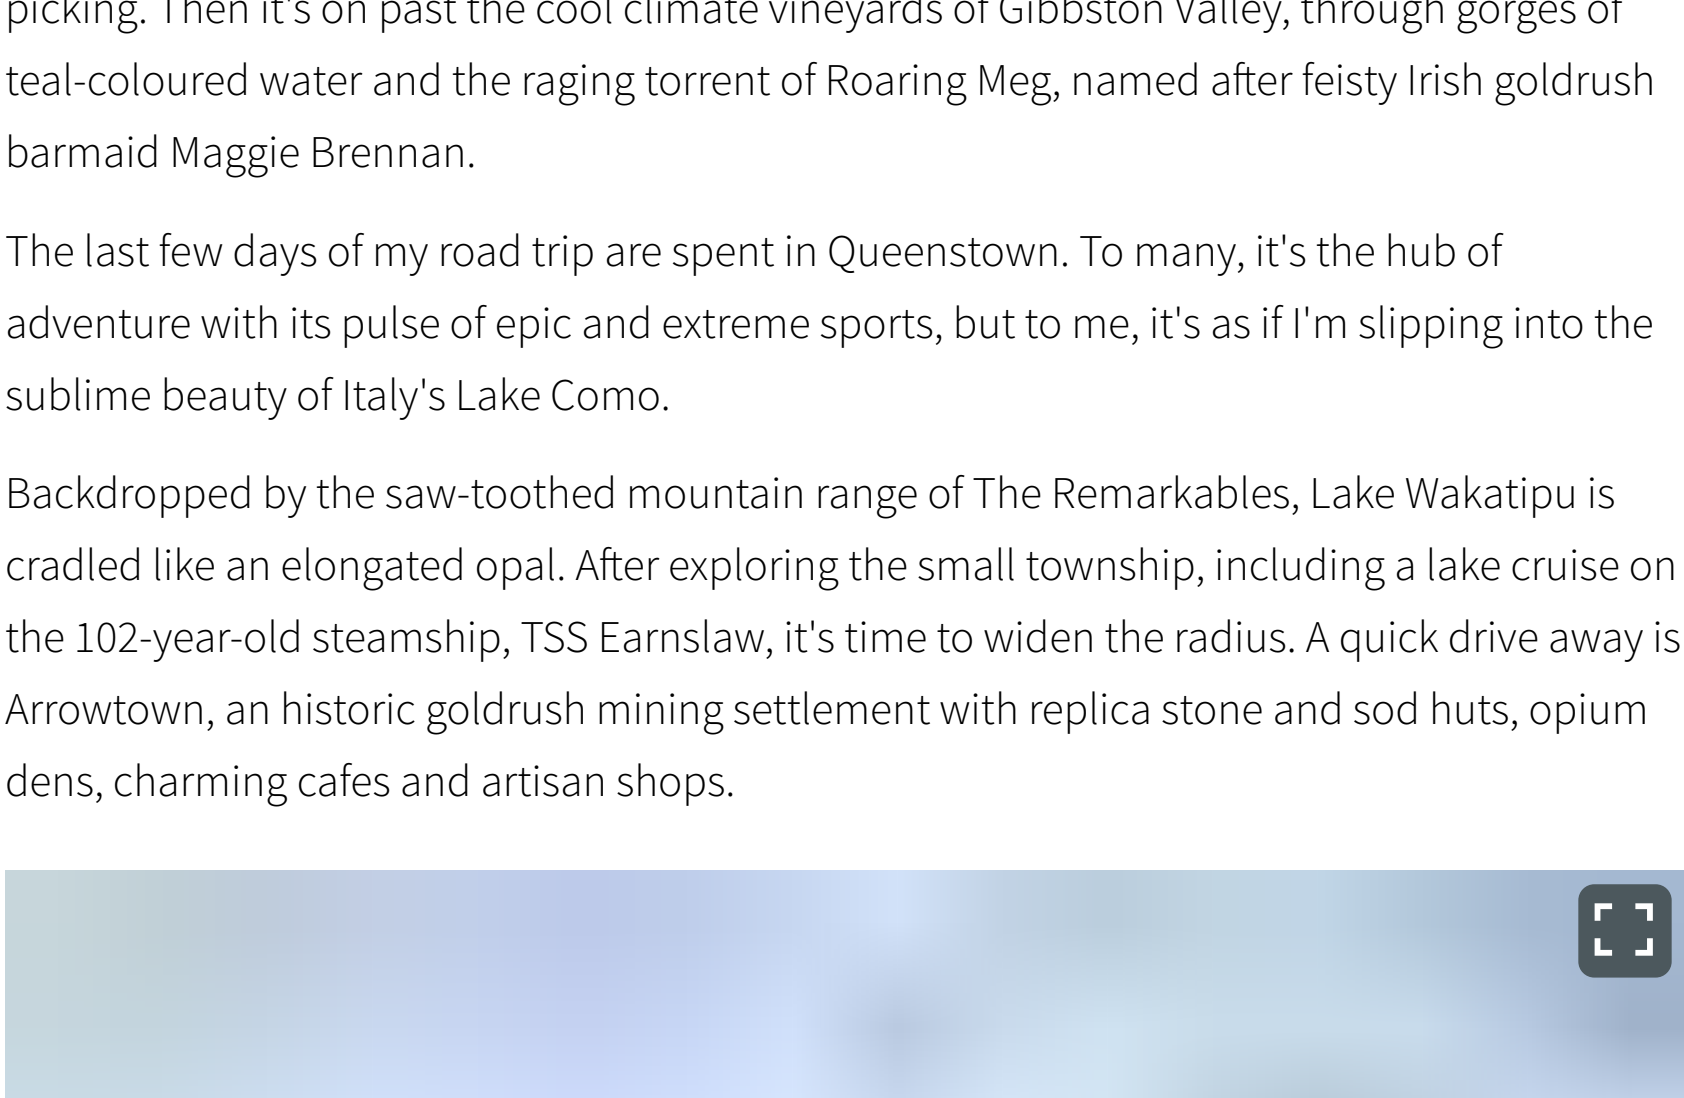 picking. Then it's on past the cool climate vineyards of Gibbston Valley, through gorges of
teal-coloured water and the raging torrent of Roaring Meg, named after feisty Irish goldrush
barmaid Maggie Brennan.
The last few days of my road trip are spent in Queenstown. To many, it's the hub of
adventure with its pulse of epic and extreme sports, but to me, it's as if I'm slipping into the
sublime beauty of Italy's Lake Como.
Backdropped by the saw-toothed mountain range of The Remarkables, Lake Wakatipu is
cradled like an elongated opal. After exploring the small township, including a lake cruise on
the 102-year-old steamship, TSS Earnslaw, it's time to widen the radius. A quick drive away is
Arrowtown, an historic goldrush mining settlement with replica stone and sod huts, opium
dens, charming cafes and artisan shops.